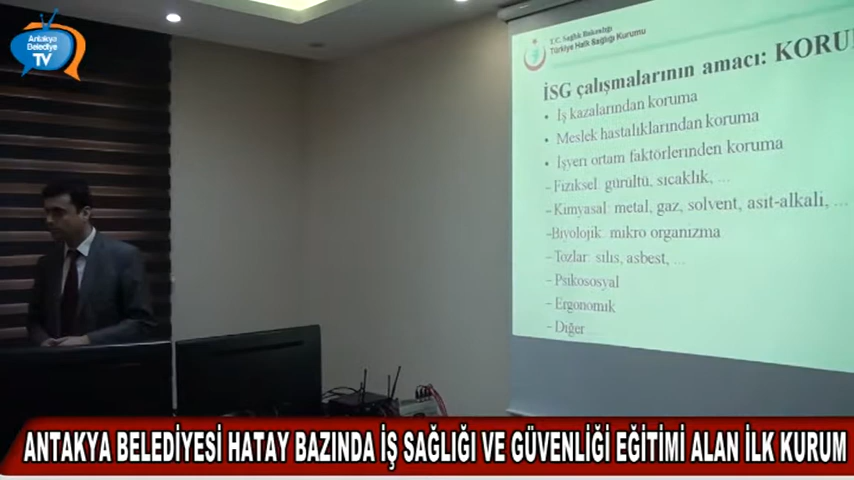 Antakya
Belediye
TV
T.C. Sağlık Bakanlığı
Türkiye Halk Sağlığı Kurumu
İSG çalışmalarının amacı: KORU
• İş kazalarından koruma
• Meslek hastalıklarından koruma
• İşyeri ortam faktörlerinden koruma
- Fiziksel: gürültü, sıcaklık, ...
- Kimyasal: metal, gaz, solvent, asit-alkali, ...
- Biyolojik: mikro organizma
- Tozlar: silis, asbest, ...
- Psikososyal
- Ergonomik
- Diğer
ANTAKYA BELEDİYESİ HATAY BAZINDA İŞ SAĞLIĞI VE GÜVENLİĞİ EĞİTİMİ ALAN İLK KURUM